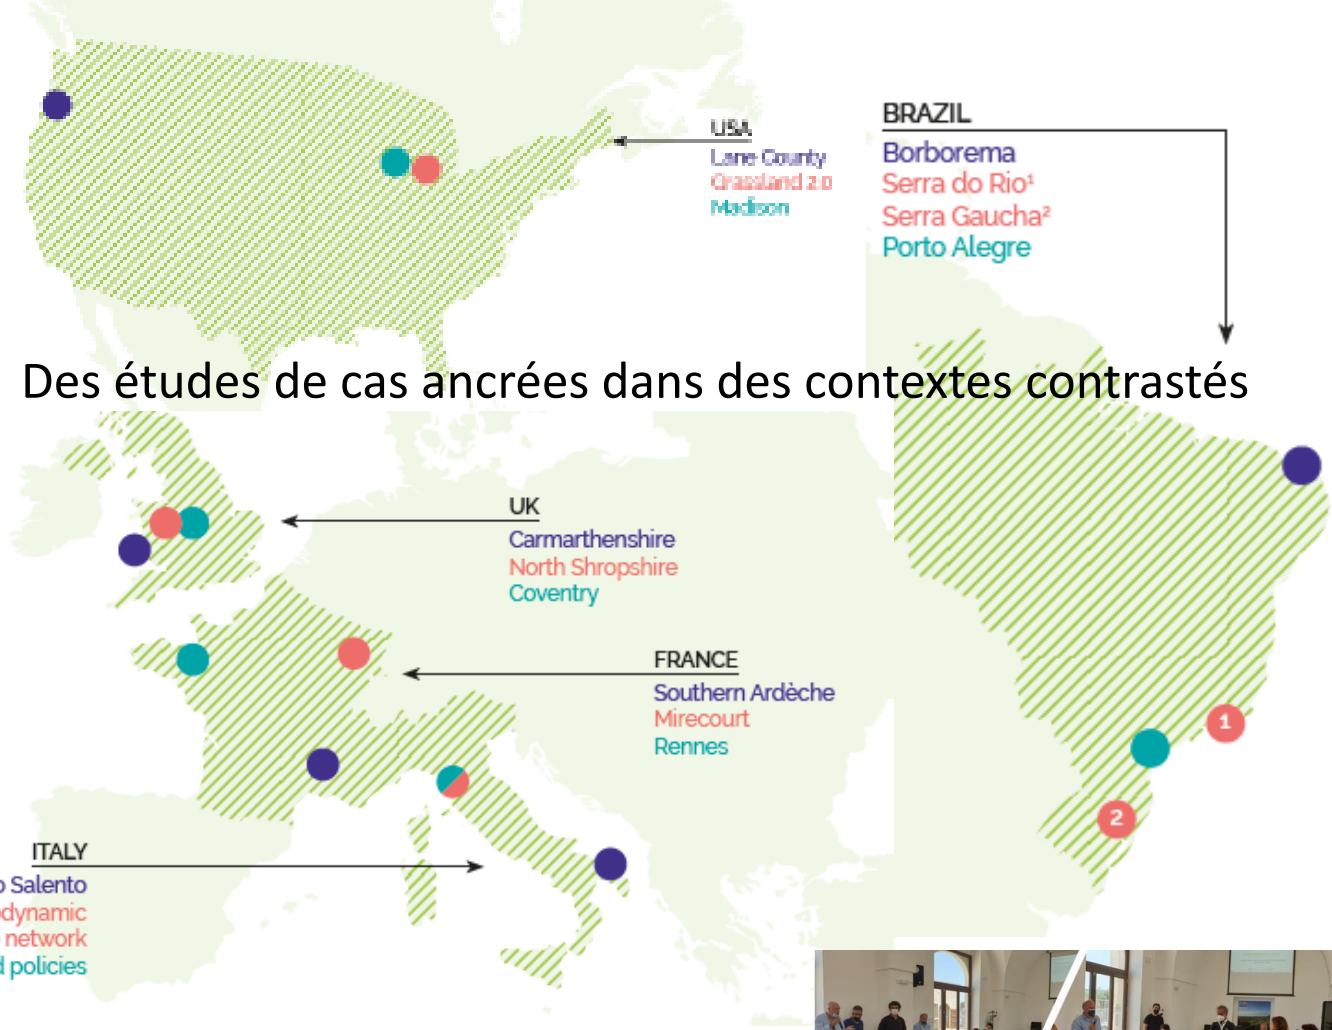 USA
Lane County
Grassland 2.0
Madison
BRAZIL
Borborema
Serra do Rio¹
Serra Gaucha²
Porto Alegre
Des études de cas ancrées dans des contextes contrastés
UK
Carmarthenshire
North Shropshire
Coventry
FRANCE
Southern Ardèche
Mirecourt
Rennes
1
2
ITALY
Salento
network
policies